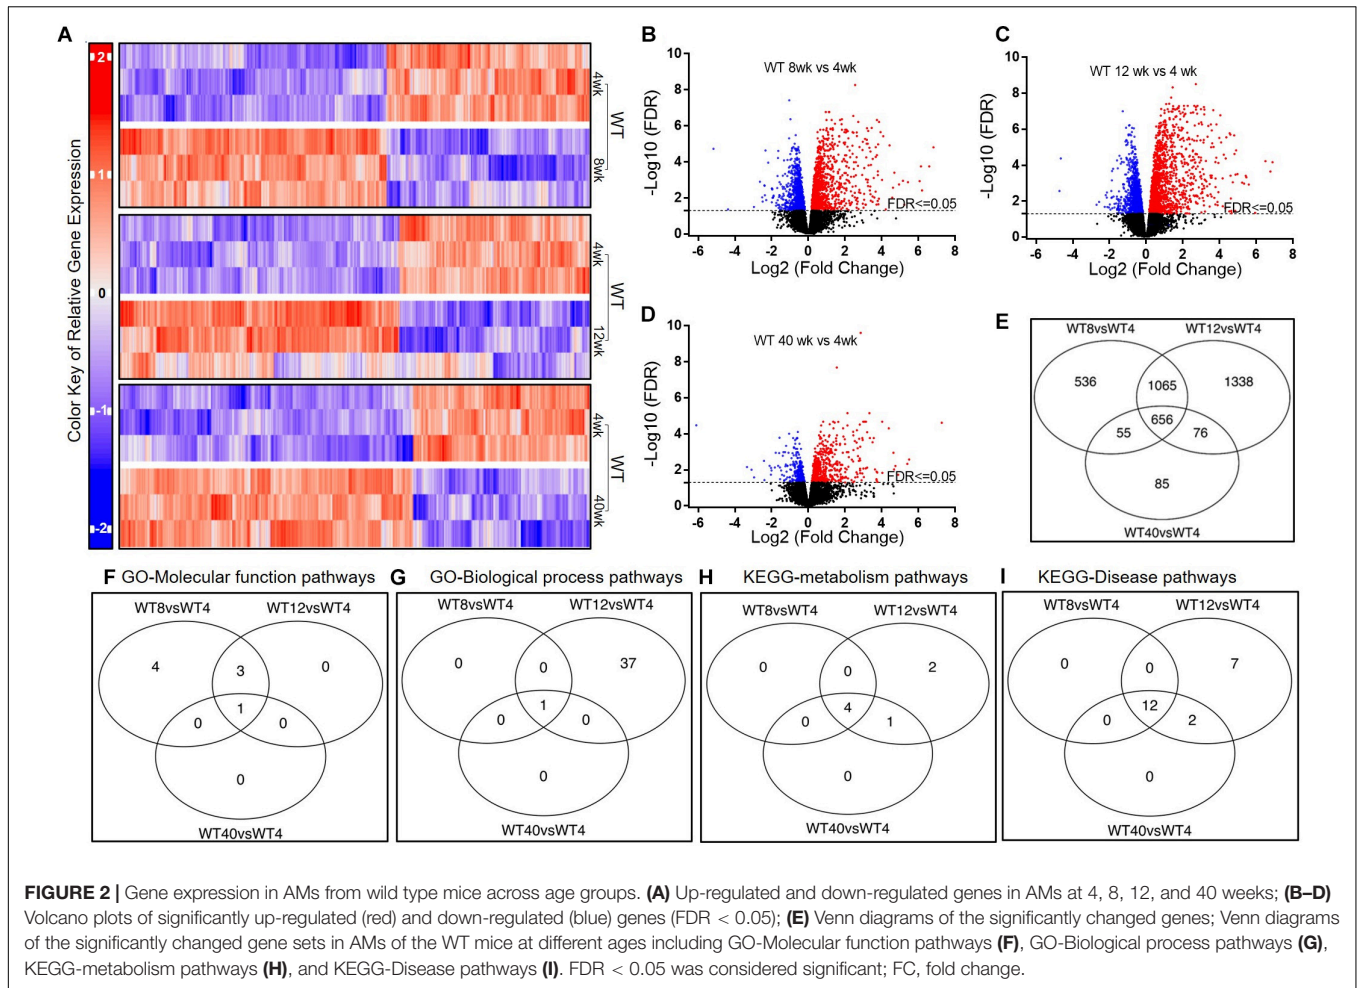 A
Color Key of Relative Gene Expression
2
1
0
-1
-2
4wk
WT
8wk
4wk
WT
12wk
4wk
WT
40wk
B
WT 8wk vs 4wk
-Log10 (FDR)
10
8
6
4
2
0
FDR<=0.05
-6 -4 -2 0 2 4 6 8
Log2 (Fold Change)
C
WT 12 wk vs 4 wk
-Log10 (FDR)
10
8
6
4
2
0
FDR<=0.05
-6 -4 -2 0 2 4 6 8
Log2 (Fold Change)
D
WT 40 wk vs 4wk
-Log10 (FDR)
10
8
6
4
2
0
FDR<=0.05
-6 -4 -2 0 2 4 6 8
Log2 (Fold Change)
E
WT8vsWT4 WT12vsWT4
536 1065 1338
656
55 76
85
WT40vsWT4
F GO-Molecular function pathways
WT8vsWT4 WT12vsWT4
4 3 0
1
0 0
0
WT40vsWT4
G GO-Biological process pathways
WT8vsWT4 WT12vsWT4
0 0 37
1
0 0
0
WT40vsWT4
H KEGG-metabolism pathways
WT8vsWT4 WT12vsWT4
0 0 2
4
0 1
0
WT40vsWT4
I KEGG-Disease pathways
WT8vsWT4 WT12vsWT4
0 0 7
12
0 2
0
WT40vsWT4
FIGURE 2 | Gene expression in AMs from wild type mice across age groups. (A) Up-regulated and down-regulated genes in AMs at 4, 8, 12, and 40 weeks; (B–D)
Volcano plots of significantly up-regulated (red) and down-regulated (blue) genes (FDR < 0.05); (E) Venn diagrams of the significantly changed genes; Venn diagrams
of the significantly changed gene sets in AMs of the WT mice at different ages including GO-Molecular function pathways (F), GO-Biological process pathways (G),
KEGG-metabolism pathways (H), and KEGG-Disease pathways (I). FDR < 0.05 was considered significant; FC, fold change.